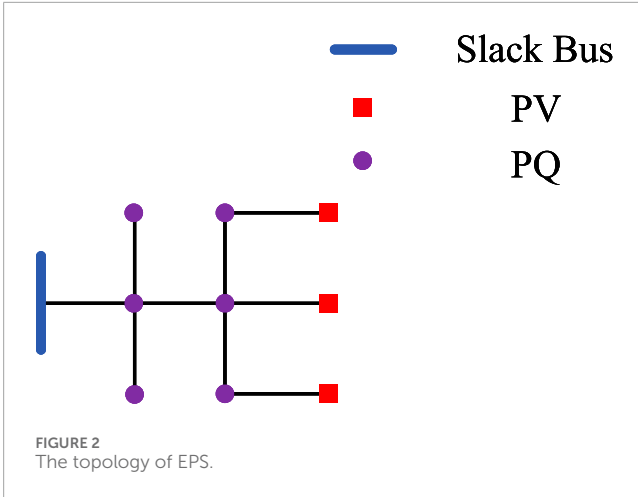 Slack Bus
PV
PQ
FIGURE 2
The topology of EPS.